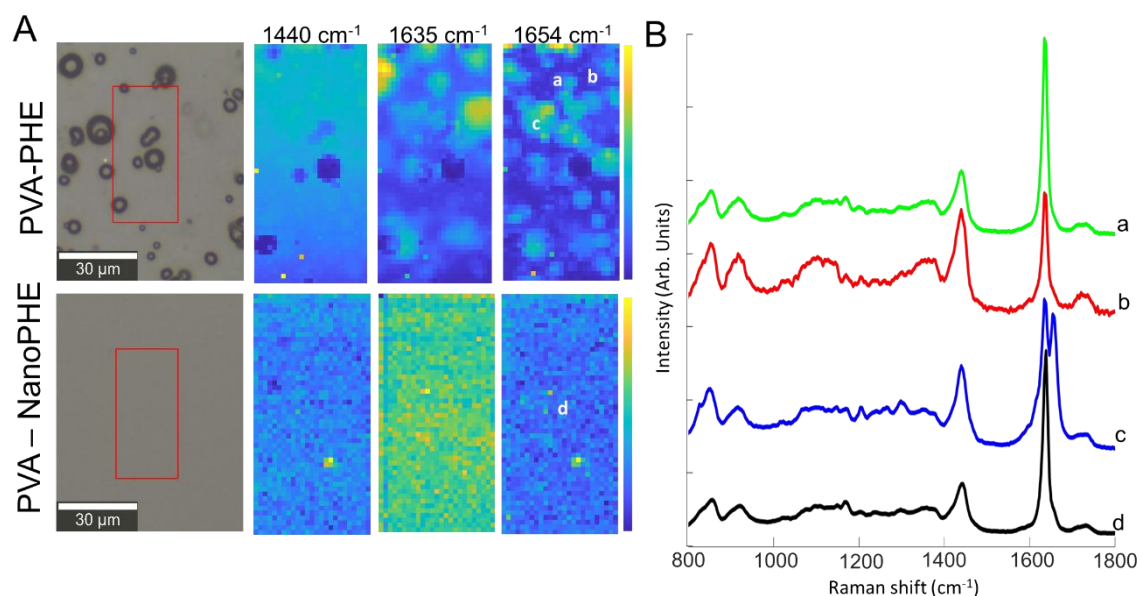 A
B
1440 cm⁻¹
1635 cm⁻¹
1654 cm⁻¹
PVA-PHE
30 µm
a
b
c
PVA – NanoPHE
30 µm
d
Intensity (Arb. Units)
a
b
c
d
800 1000 1200 1400 1600 1800
Raman shift (cm⁻¹)